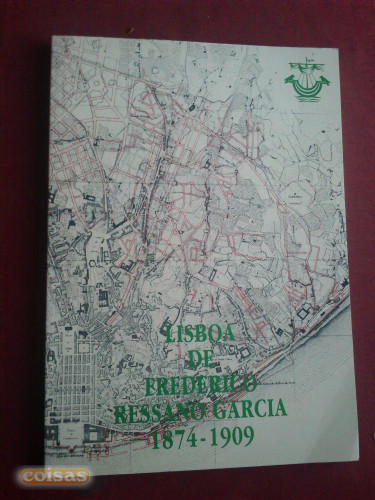 LISBOA
DE
FREDERICO
RESSANO GARCIA
1874-1909
coisas